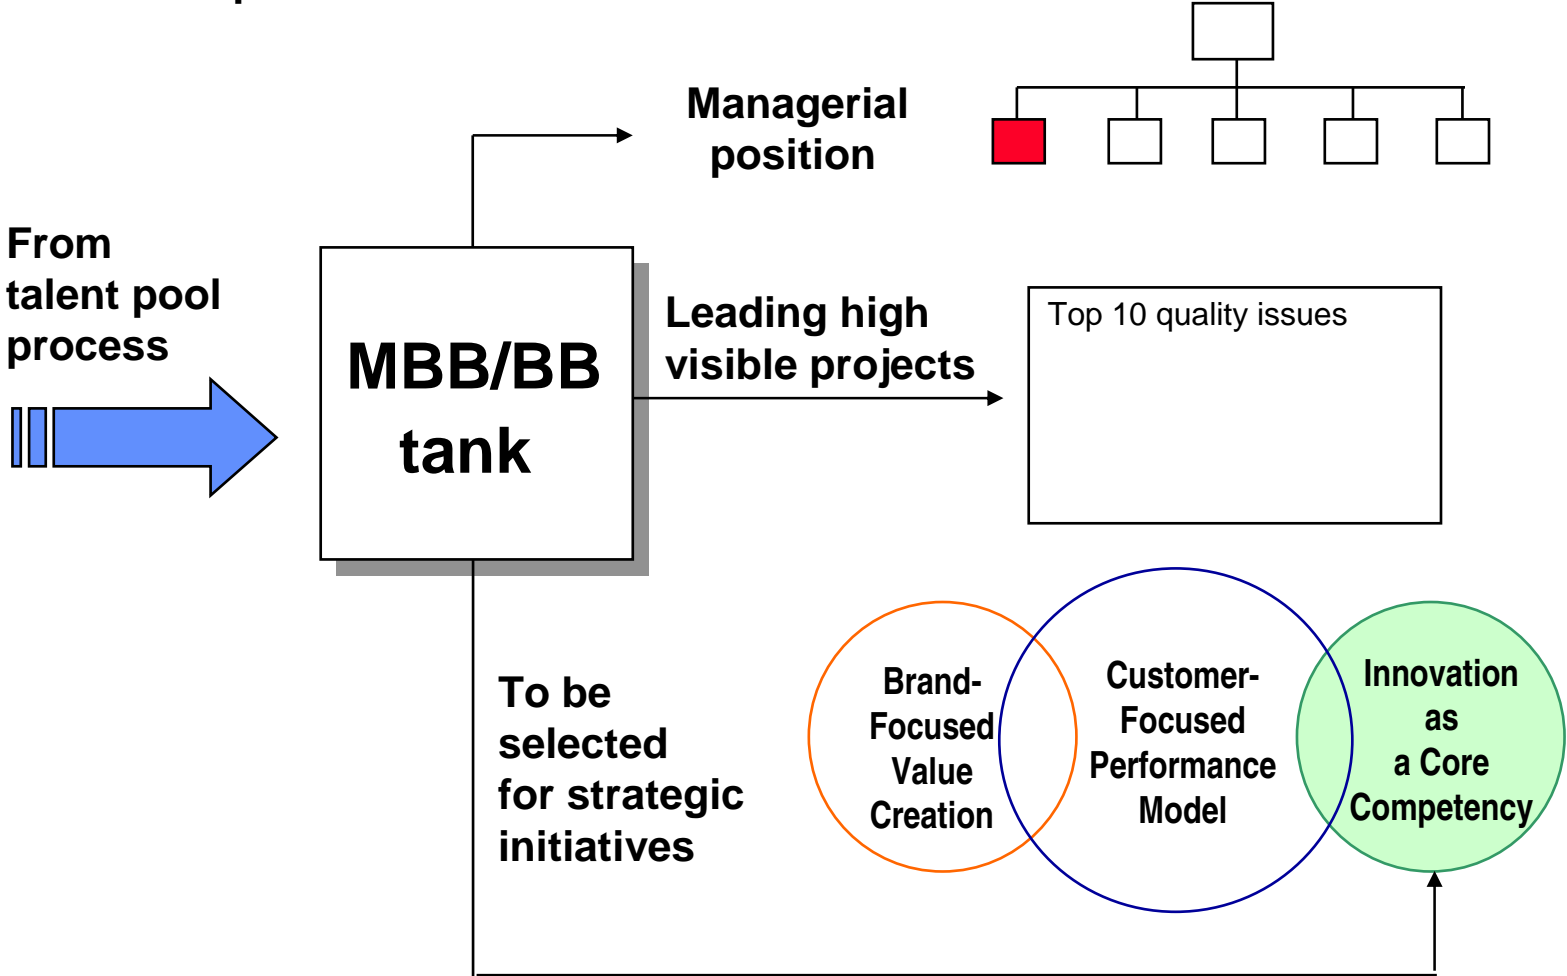 Managerial
position
From
talent pool
process
MBB/BB
tank
Leading high
visible projects
Top 10 quality issues
To be
selected
for strategic
initiatives
Brand-
Focused
Value
Creation
Customer-
Focused
Performance
Model
Innovation
as
a Core
Competency